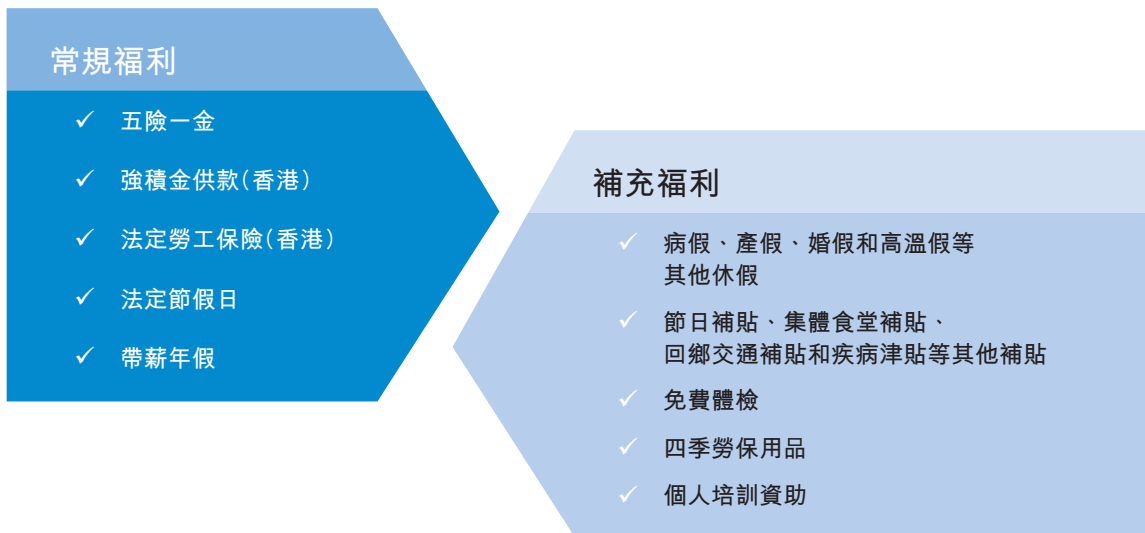 常規福利
✓ 五險一金
✓ 強積金供款(香港)
✓ 法定勞工保險(香港)
✓ 法定節假日
✓ 帶薪年假
補充福利
✓ 病假、產假、婚假和高溫假等
其他休假
✓ 節日補貼、集體食堂補貼、
回鄉交通補貼和疾病津貼等其他補貼
✓ 免費體檢
✓ 四季勞保用品
✓ 個人培訓資助